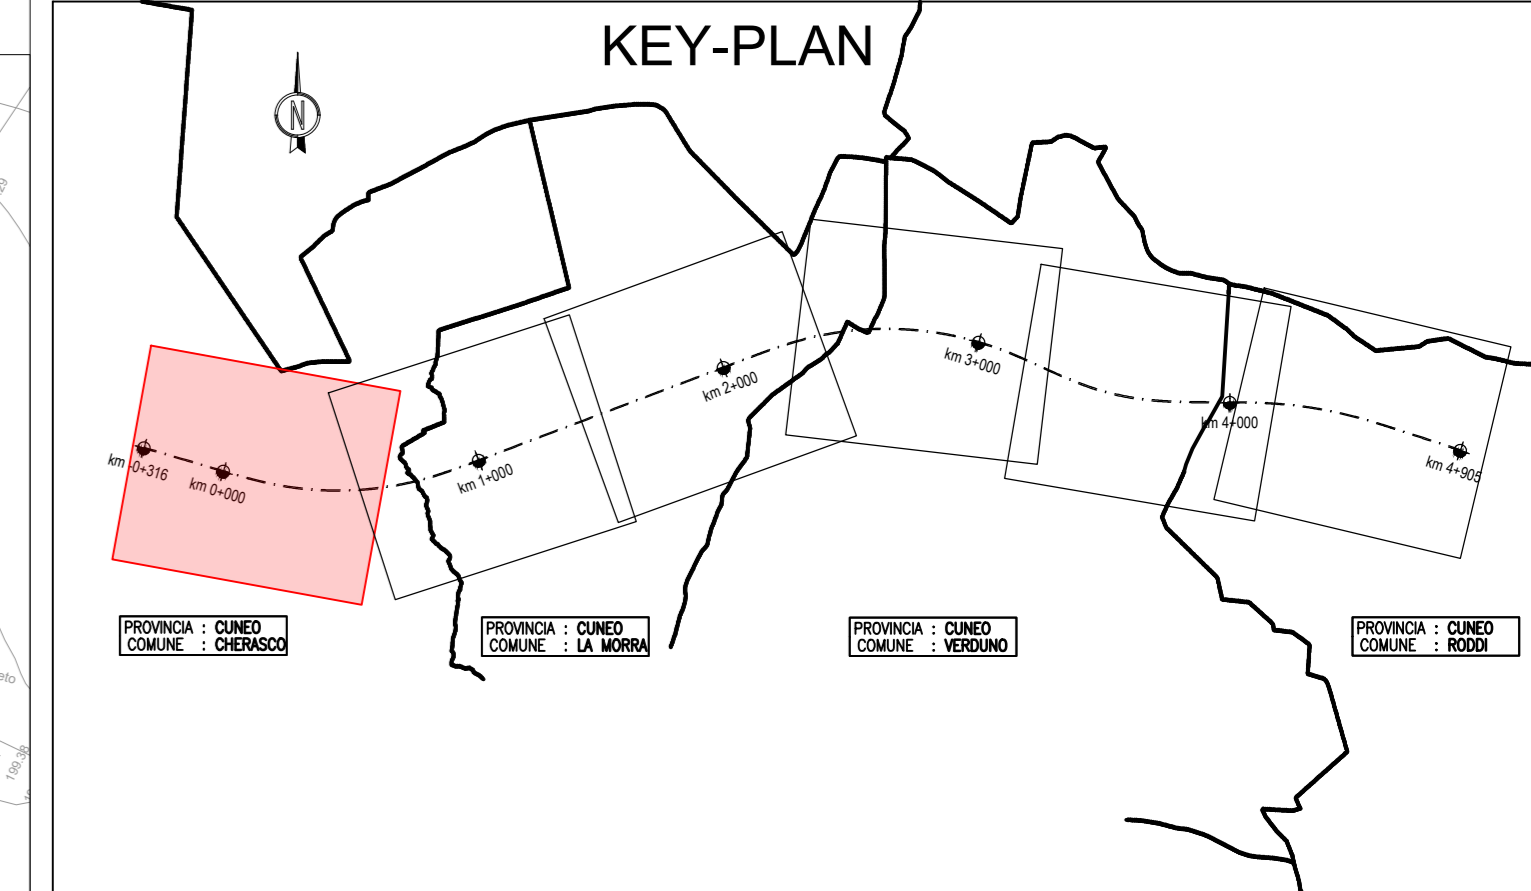 KEY-PLAN
N
km -0+316
km 0+000
km 1+000
km 2+000
km 3+000
km 4+000
km 4+905
PROVINCIA : CUNEO
COMUNE : CHERASCO
PROVINCIA : CUNEO
COMUNE : LA MORRA
PROVINCIA : CUNEO
COMUNE : VERDUNO
PROVINCIA : CUNEO
COMUNE : RODDI
199.38